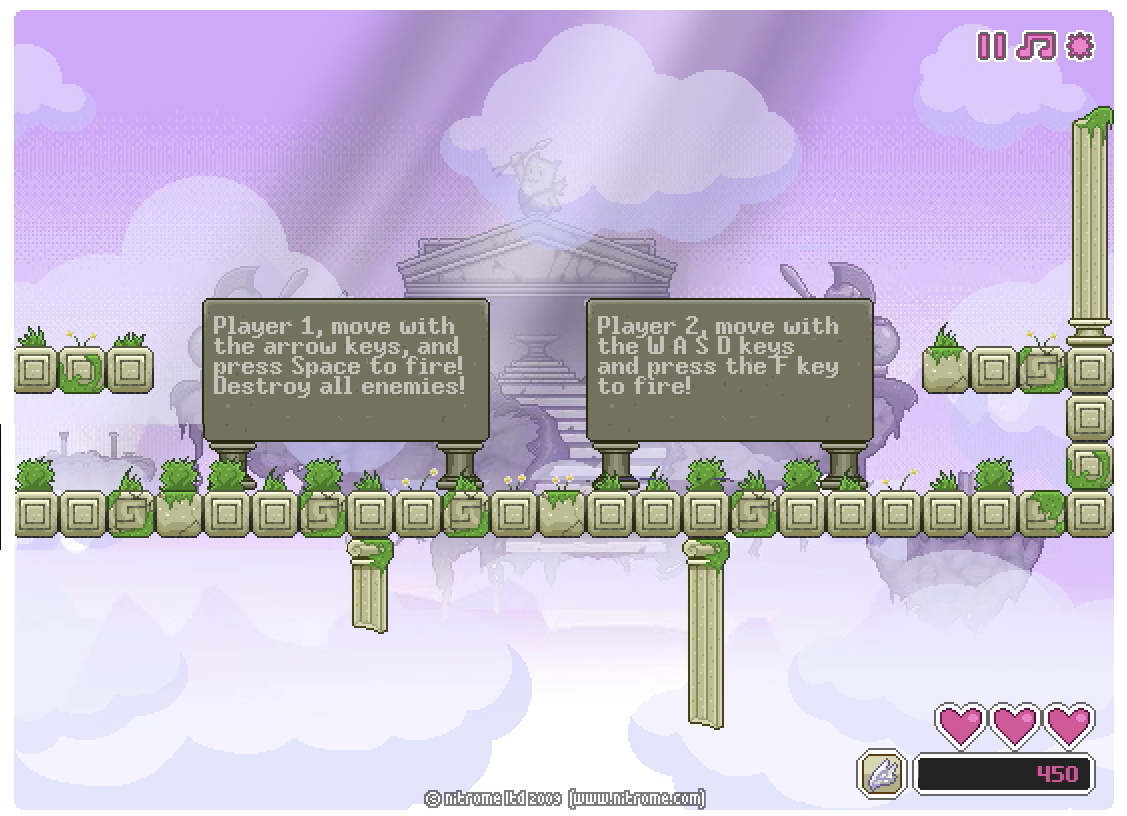 Player 1, move with
the arrow keys, and
press Space to fire!
Destroy all enemies!
Player 2, move with
the W A S D keys
and press the F key
to fire!
450
© nitrome ltd 2009 (www.nitrome.com)